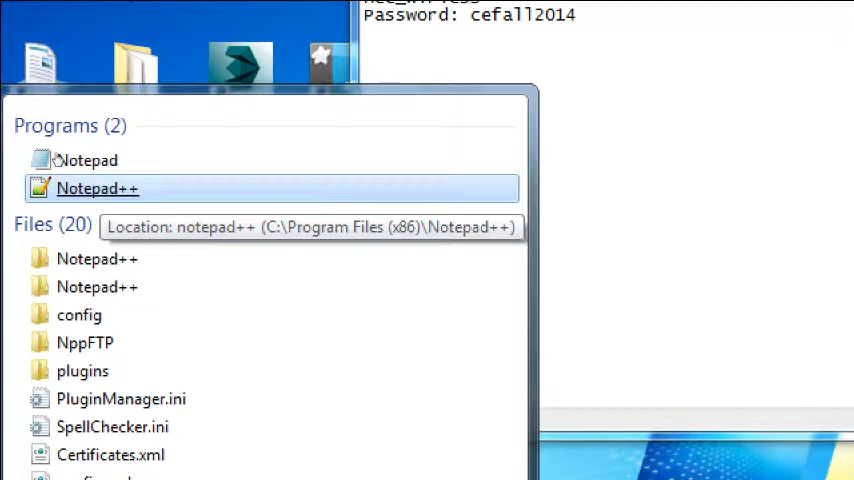 Password: cefall2014
Programs (2)
Notepad
Notepad++
Files (20)
Location: notepad++ (C:\Program Files (x86)\Notepad++)
Notepad++
Notepad++
config
NppFTP
plugins
PluginManager.ini
SpellChecker.ini
Certificates.xml